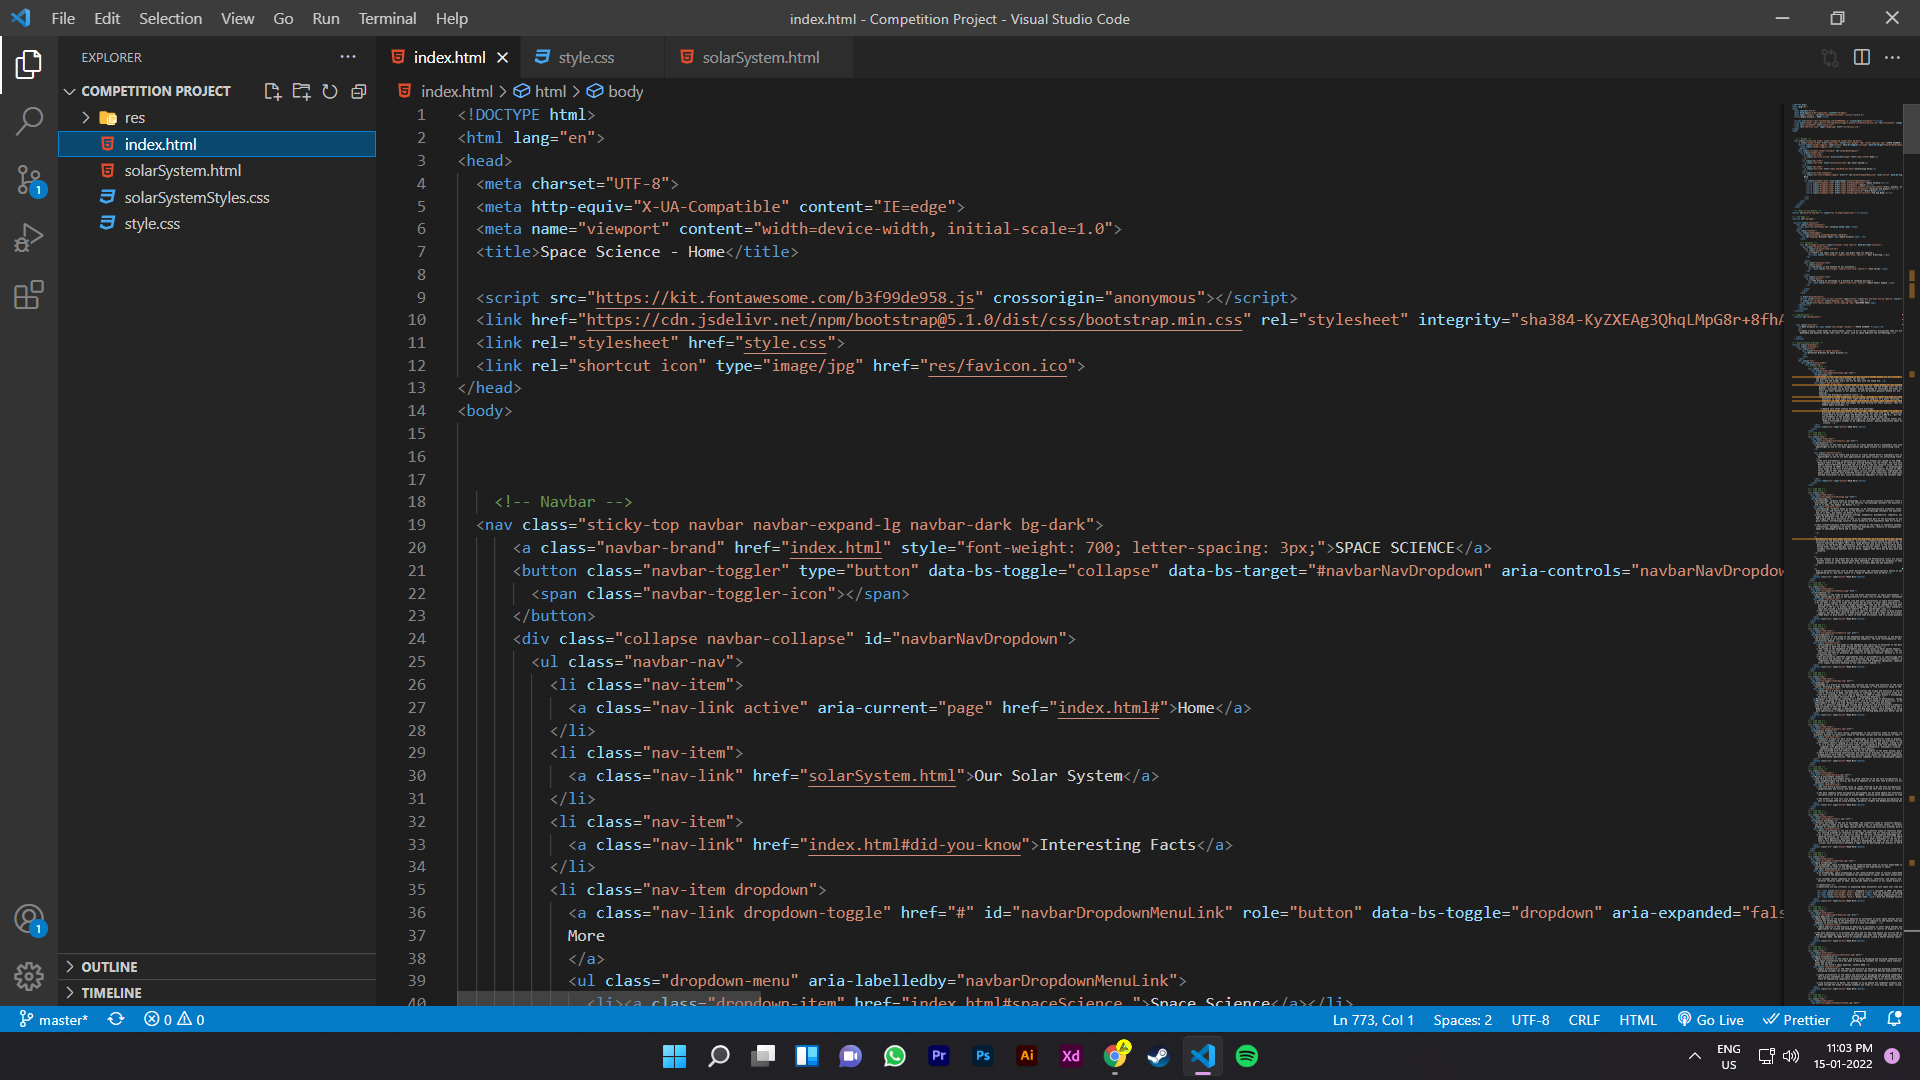 File Edit Selection View Go Run Terminal Help
index.html - Competition Project - Visual Studio Code
EXPLORER
index.html
style.css
solarSystem.html
COMPETITION PROJECT
res
index.html
solarSystem.html
solarSystemStyles.css
style.css
index.html > html > body
1 <!DOCTYPE html>
2 <html lang="en">
3 <head>
4 <meta charset="UTF-8">
5 <meta http-equiv="X-UA-Compatible" content="IE=edge">
6 <meta name="viewport" content="width=device-width, initial-scale=1.0">
7 <title>Space Science - Home</title>
8
9 <script src="https://kit.fontawesome.com/b3f99de958.js" crossorigin="anonymous"></script>
10 <link href="https://cdn.jsdelivr.net/npm/bootstrap@5.1.0/dist/css/bootstrap.min.css" rel="stylesheet" integrity="sha384-KyZXEAg3QhqLMpG8r+8fhA
11 <link rel="stylesheet" href="style.css">
12 <link rel="shortcut icon" type="image/jpg" href="res/favicon.ico">
13 </head>
14 <body>
15
16
17
18 <!-- Navbar -->
19 <nav class="sticky-top navbar navbar-expand-lg navbar-dark bg-dark">
20 <a class="navbar-brand" href="index.html" style="font-weight: 700; letter-spacing: 3px;">SPACE SCIENCE</a>
21 <button class="navbar-toggler" type="button" data-bs-toggle="collapse" data-bs-target="#navbarNavDropdown" aria-controls="navbarNavDropdow
22 <span class="navbar-toggler-icon"></span>
23 </button>
24 <div class="collapse navbar-collapse" id="navbarNavDropdown">
25 <ul class="navbar-nav">
26 <li class="nav-item">
27 <a class="nav-link active" aria-current="page" href="index.html#">Home</a>
28 </li>
29 <li class="nav-item">
30 <a class="nav-link" href="solarSystem.html">Our Solar System</a>
31 </li>
32 <li class="nav-item">
33 <a class="nav-link" href="index.html#did-you-know">Interesting Facts</a>
34 </li>
35 <li class="nav-item dropdown">
36 <a class="nav-link dropdown-toggle" href="#" id="navbarDropdownMenuLink" role="button" data-bs-toggle="dropdown" aria-expanded="fals
37 More
38 </a>
39 <ul class="dropdown-menu" aria-labelledby="navbarDropdownMenuLink">
40 <li><a class="dropdown-item" href="index.html#spaceScience_">Space Science</a></li>
1
1
OUTLINE
TIMELINE
master* 0 0
Ln 773, Col 1 Spaces: 2 UTF-8 CRLF HTML Go Live Prettier
Pr Ps Ai Xd
ENG
US
11:03 PM
15-01-2022
1